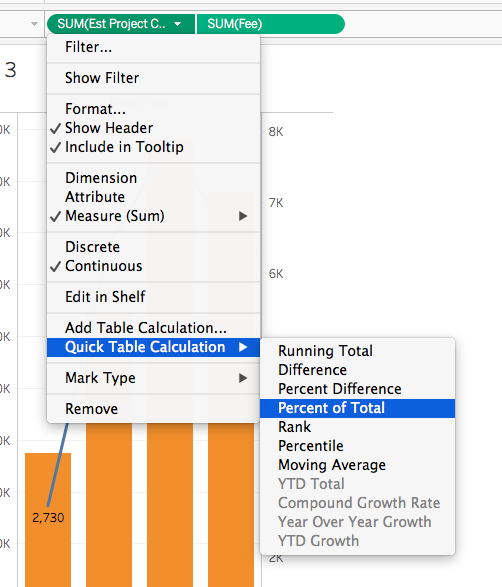 SUM(Est Project C..
SUM(Fee)
3
Filter...
Show Filter
Format...
Show Header
Include in Tooltip
Dimension
Attribute
Measure (Sum)
Discrete
Continuous
Edit in Shelf
Add Table Calculation...
Quick Table Calculation
Mark Type
Remove
Running Total
Difference
Percent Difference
Percent of Total
Rank
Percentile
Moving Average
YTD Total
Compound Growth Rate
Year Over Year Growth
YTD Growth
8K
7K
6K
2K
0K
0K
0K
0K
0K
0K
0K
0K
0K
2,730